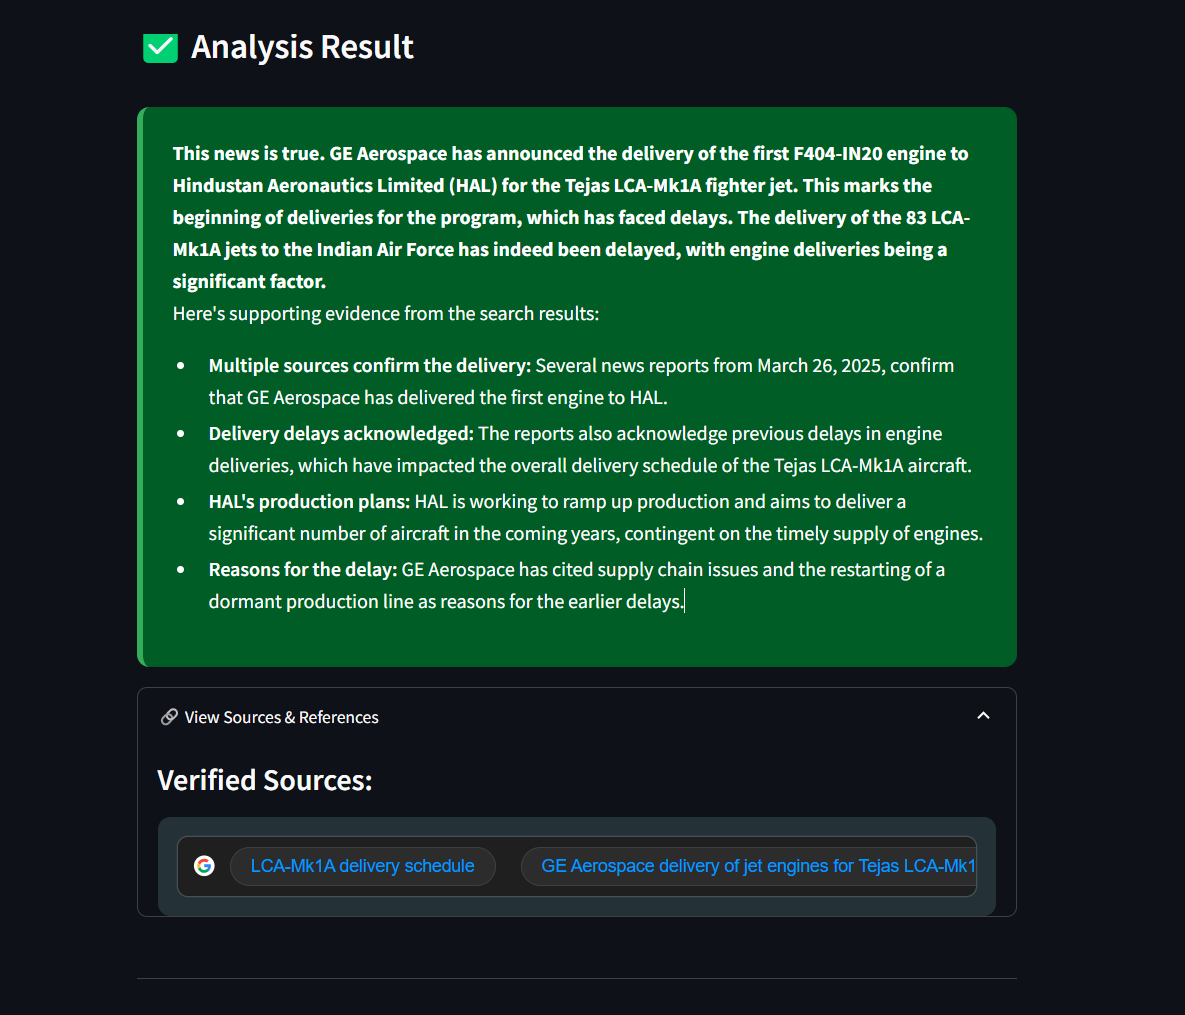 Analysis Result
This news is true. GE Aerospace has announced the delivery of the first F404-IN20 engine to
Hindustan Aeronautics Limited (HAL) for the Tejas LCA-Mk1A fighter jet. This marks the
beginning of deliveries for the program, which has faced delays. The delivery of the 83 LCA-
Mk1A jets to the Indian Air Force has indeed been delayed, with engine deliveries being a
significant factor.
Here's supporting evidence from the search results:
• Multiple sources confirm the delivery: Several news reports from March 26, 2025, confirm
that GE Aerospace has delivered the first engine to HAL.
• Delivery delays acknowledged: The reports also acknowledge previous delays in engine
deliveries, which have impacted the overall delivery schedule of the Tejas LCA-Mk1A aircraft.
• HAL's production plans: HAL is working to ramp up production and aims to deliver a
significant number of aircraft in the coming years, contingent on the timely supply of engines.
• Reasons for the delay: GE Aerospace has cited supply chain issues and the restarting of a
dormant production line as reasons for the earlier delays.
View Sources & References
Verified Sources:
G LCA-Mk1A delivery schedule GE Aerospace delivery of jet engines for Tejas LCA-Mk1